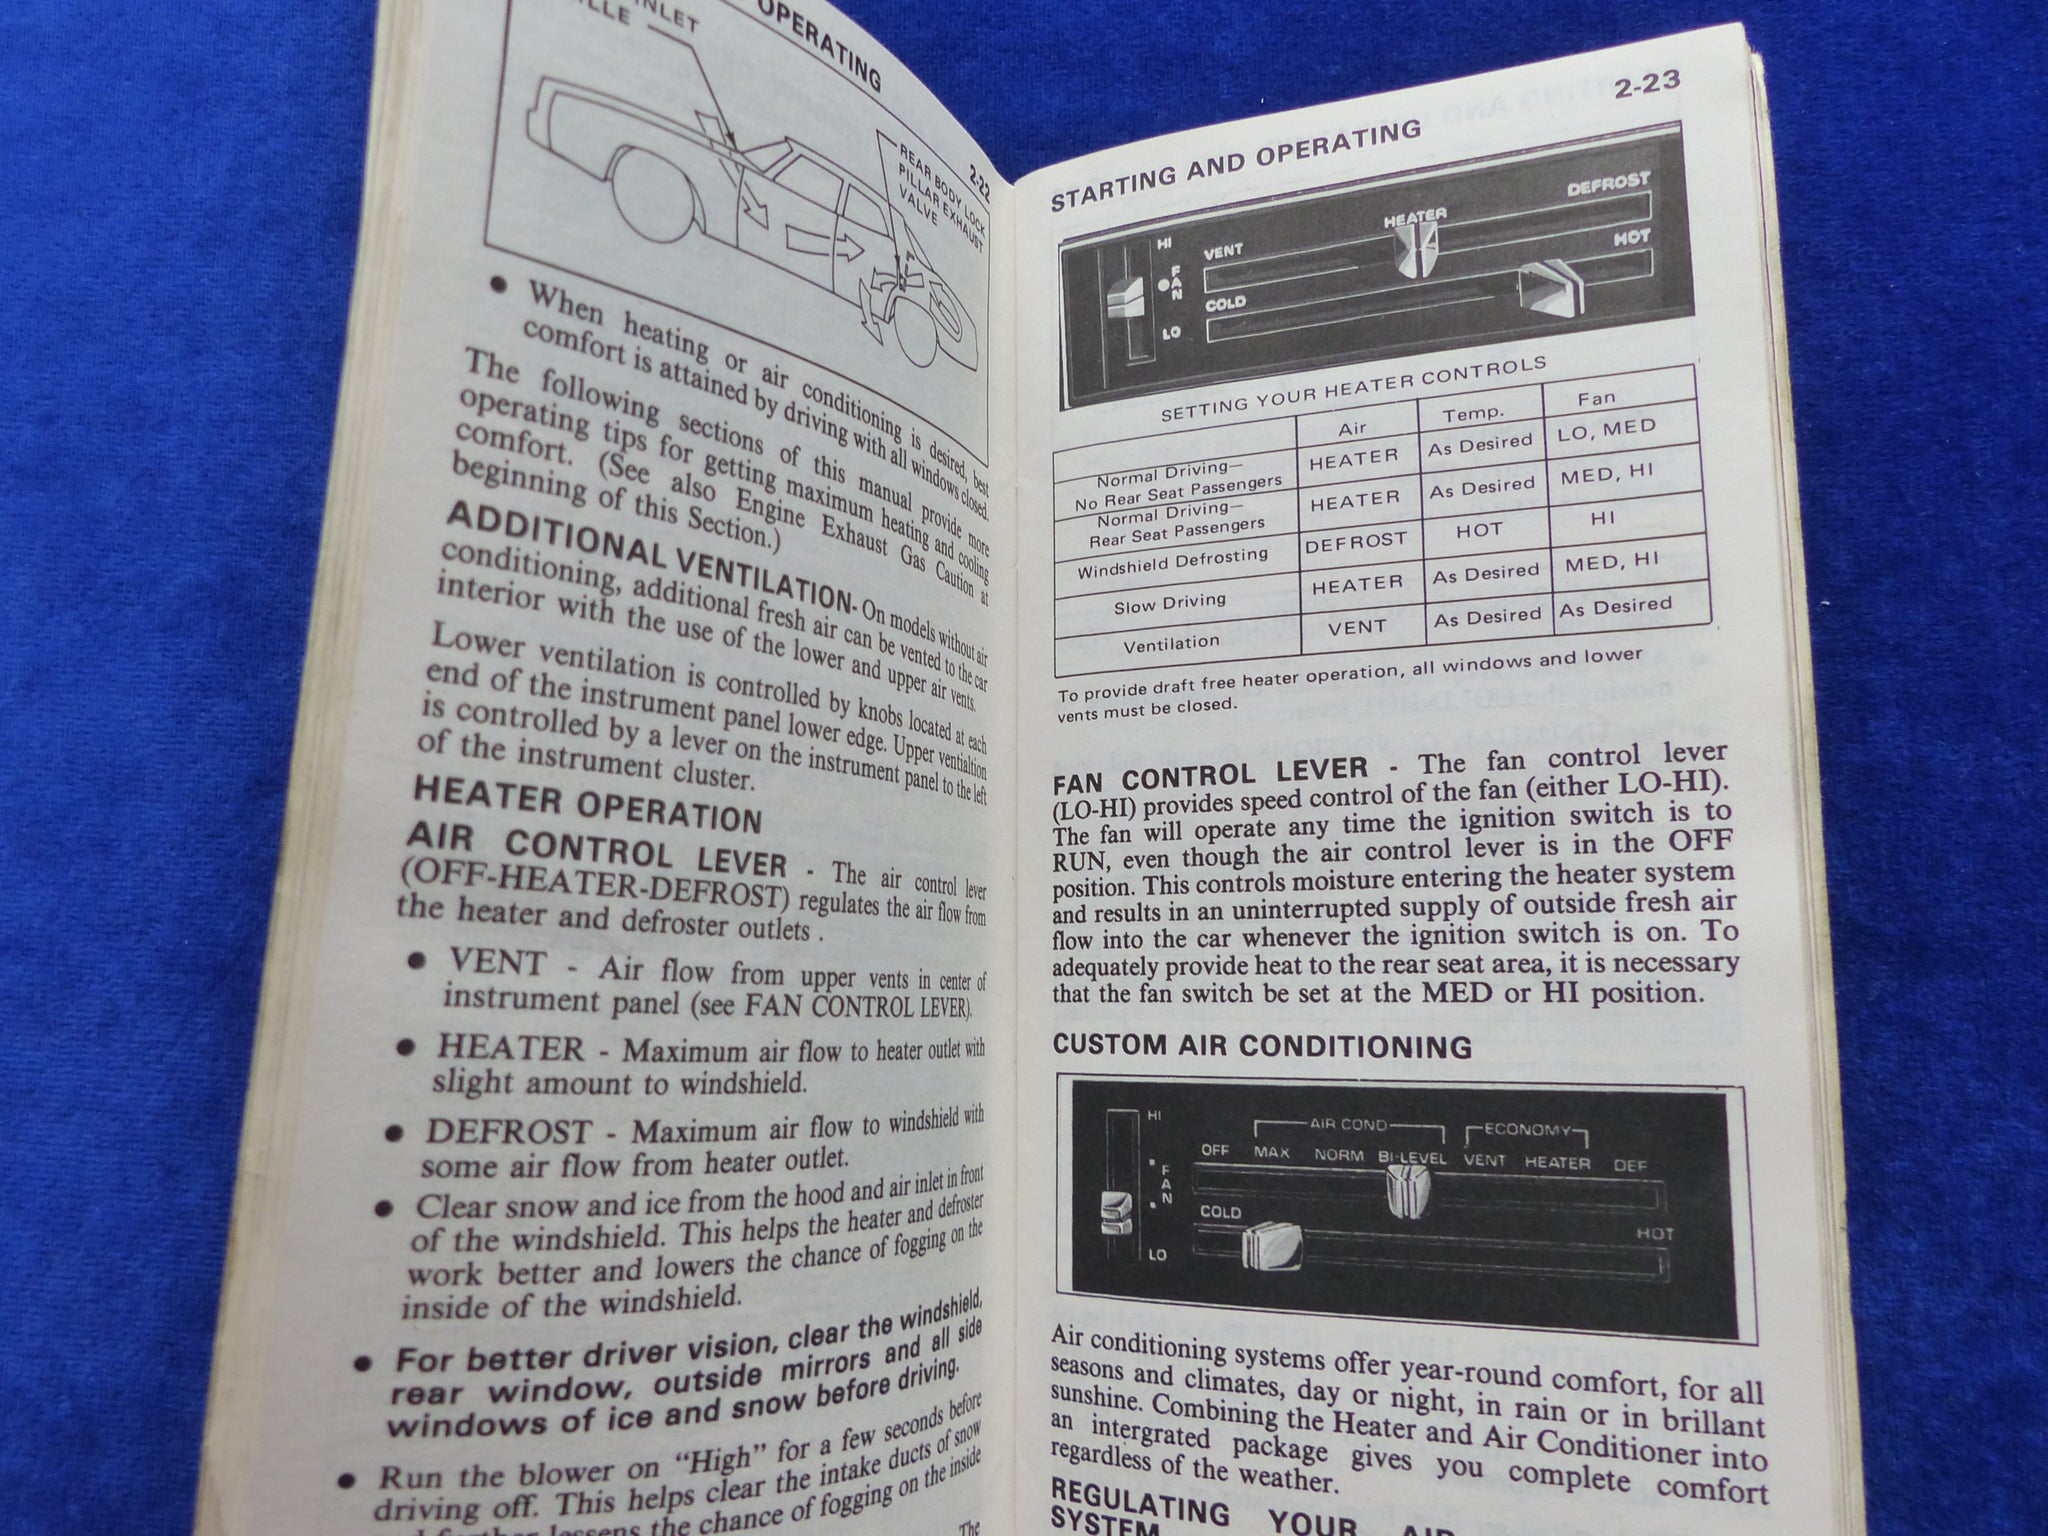 OPERATING
2-22
INLET
REAR BODY LOCK
PILLAR EXHAUST
VALVE
● When heating or air conditioning is desired, best
comfort is attained by driving with all windows closed.
The following sections of this manual provide more
operating tips for getting maximum heating and cooling
comfort. (See also Engine Exhaust Gas Caution at
beginning of this Section.)
ADDITIONAL VENTILATION- On models without air
conditioning, additional fresh air can be vented to the car
interior with the use of the lower and upper air vents.
Lower ventilation is controlled by knobs located at each
end of the instrument panel lower edge. Upper ventialtion
is controlled by a lever on the instrument panel to the left
of the instrument cluster.
HEATER OPERATION
AIR CONTROL LEVER - The air control lever
(OFF-HEATER-DEFROST) regulates the air flow from
the heater and defroster outlets .
● VENT - Air flow from upper vents in center of
instrument panel (see FAN CONTROL LEVER).
● HEATER - Maximum air flow to heater outlet with
slight amount to windshield.
● DEFROST - Maximum air flow to windshield with
some air flow from heater outlet.
● Clear snow and ice from the hood and air inlet in front
of the windshield. This helps the heater and defroster
work better and lowers the chance of fogging on the
inside of the windshield.
● For better driver vision, clear the windshield,
rear window, outside mirrors and all side
windows of ice and snow before driving.
● Run the blower on "High" for a few seconds before
driving off. This helps clear the intake ducts of snow
lessens the chance of fogging on the inside
The
2-23
STARTING AND OPERATING
HI
FAN
LO
VENT HEATER DEFROST
COLD HOT
SETTING YOUR HEATER CONTROLS
Air Temp. Fan
Normal Driving—
No Rear Seat Passengers HEATER As Desired LO, MED
Normal Driving—
Rear Seat Passengers HEATER As Desired MED, HI
Windshield Defrosting DEFROST HOT HI
Slow Driving HEATER As Desired MED, HI
Ventilation VENT As Desired As Desired
To provide draft free heater operation, all windows and lower
vents must be closed.
FAN CONTROL LEVER - The fan control lever
(LO-HI) provides speed control of the fan (either LO-HI).
The fan will operate any time the ignition switch is to
RUN, even though the air control lever is in the OFF
position. This controls moisture entering the heater system
and results in an uninterrupted supply of outside fresh air
flow into the car whenever the ignition switch is on. To
adequately provide heat to the rear seat area, it is necessary
that the fan switch be set at the MED or HI position.
CUSTOM AIR CONDITIONING
HI
FAN
LO
AIR COND ECONOMY
OFF MAX NORM BI-LEVEL VENT HEATER DEF
COLD HOT
Air conditioning systems offer year-round comfort, for all
seasons and climates, day or night, in rain or in brilliant
sunshine. Combining the Heater and Air Conditioner into
an intergrated package gives you complete comfort
regardless of the weather.
REGULATING YOUR AIR
SYSTEM